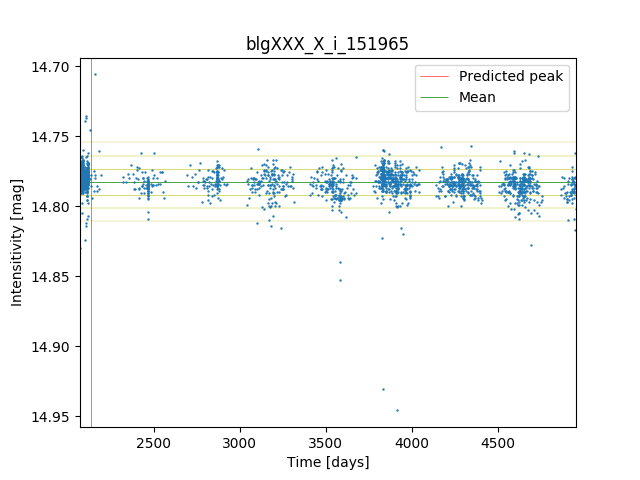 blgXXX_X_i_151965
14.70
14.75
14.80
14.85
14.90
14.95
Intensitivity [mag]
Predicted peak
Mean
2500
3000
3500
4000
4500
Time [days]